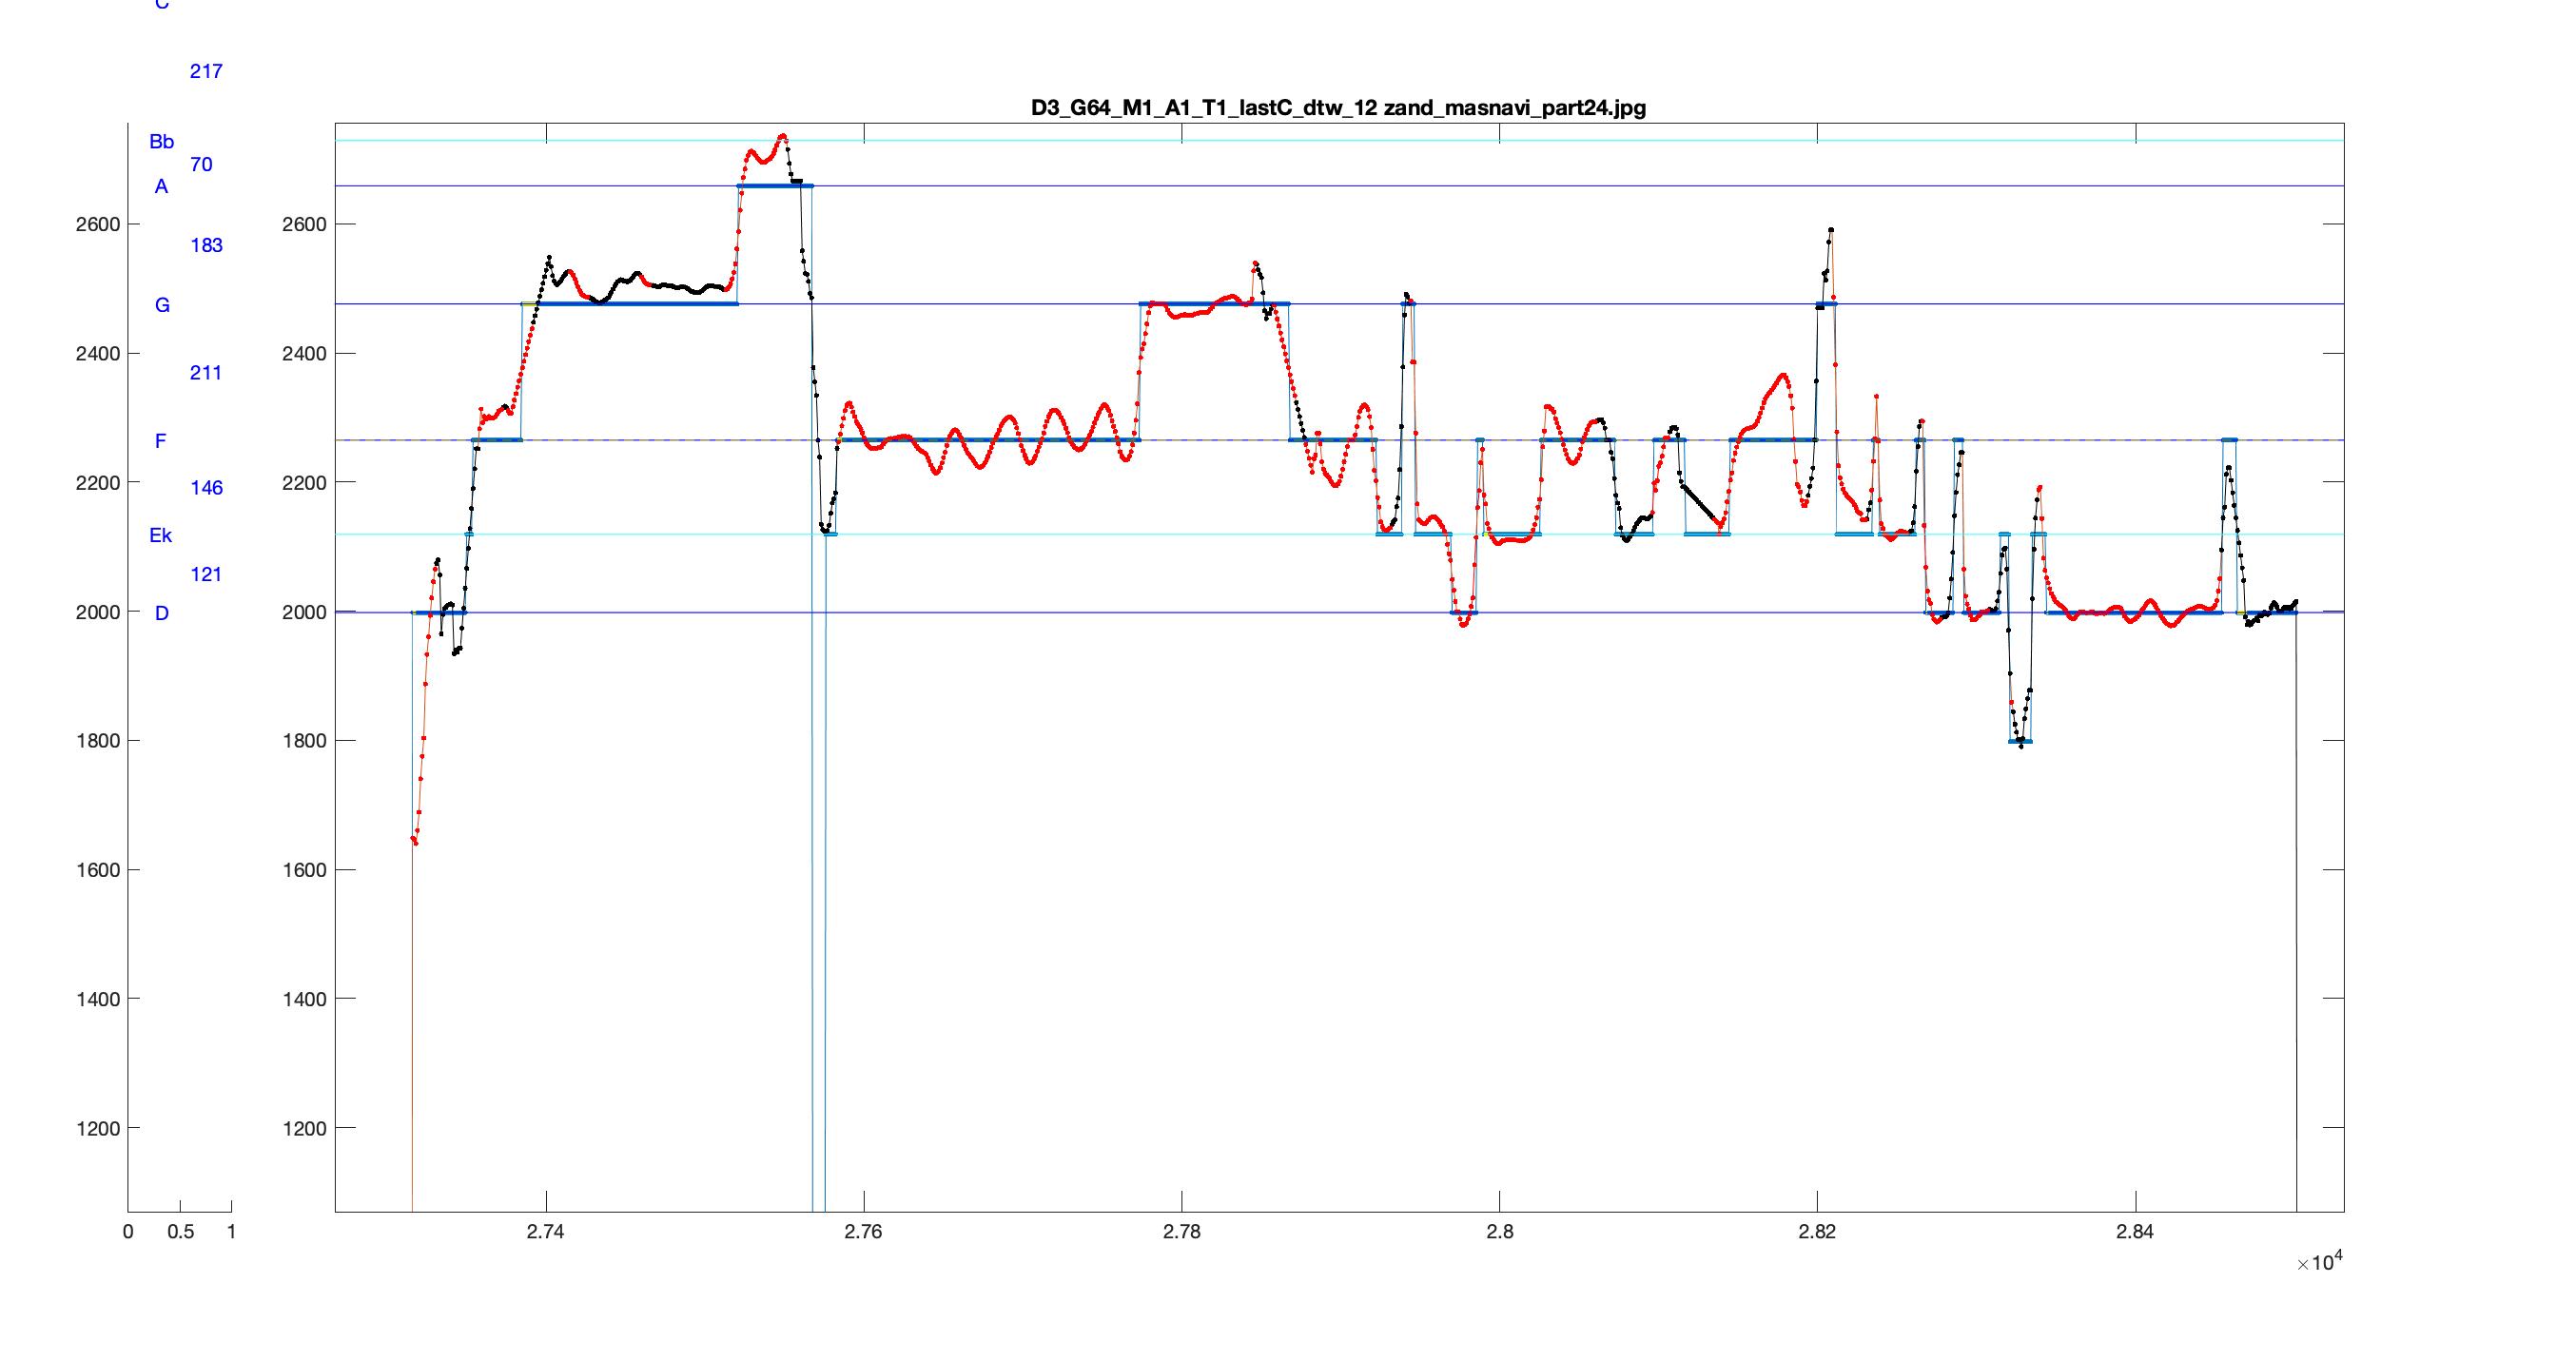 C
217
D3_G64_M1_A1_T1_lastC_dtw_12 zand_masnavi_part24.jpg
Bb
70
A
2600 183 2600
G
2400 2400
211
F
2200 146 2200
Ek
121
2000 D 2000
1800 1800
1600 1600
1400 1400
1200 1200
0 0.5 1 2.74 2.76 2.78 2.8 2.82 2.84
×10^4